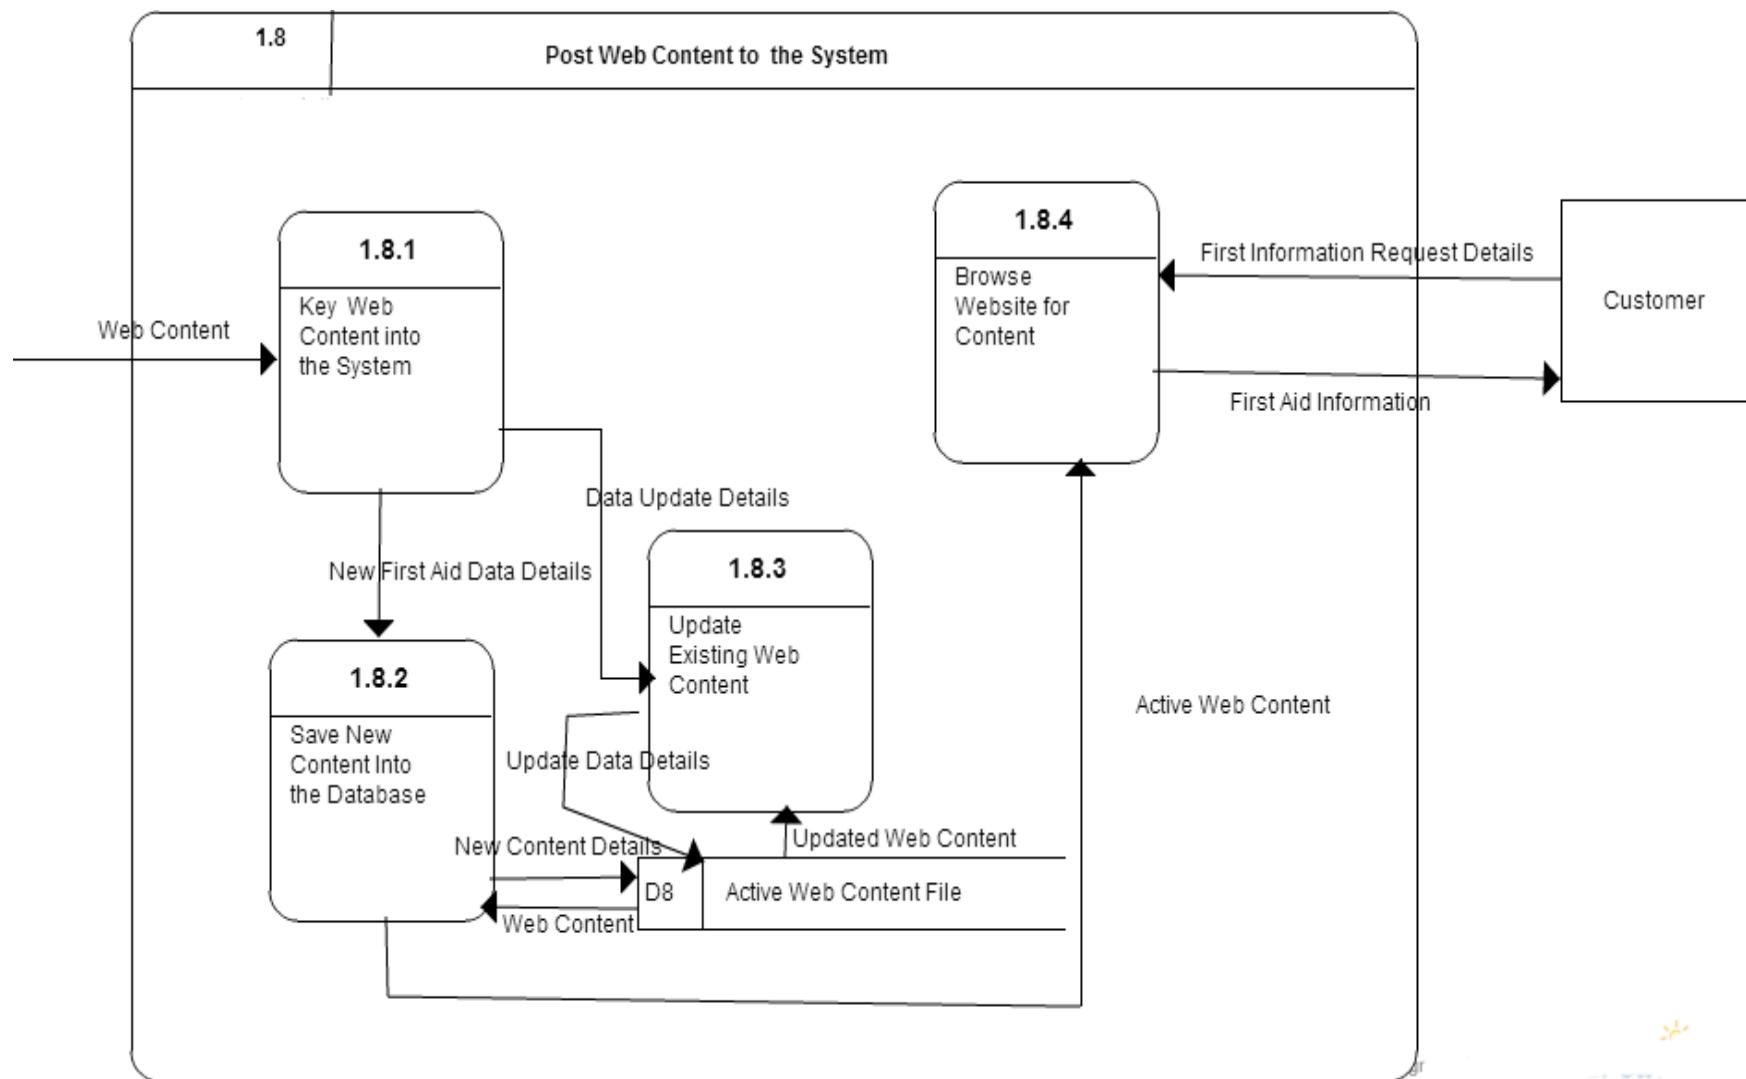 1.8
Post Web Content to the System
1.8.4
Browse
Website for
Content
First Information Request Details
Customer
First Aid Information
1.8.1
Key Web
Content into
the System
Web Content
Data Update Details
New First Aid Data Details
1.8.3
Update
Existing Web
Content
1.8.2
Save New
Content Into
the Database
Active Web Content
Update Data Details
New Content Details
Updated Web Content
D8
Active Web Content File
Web Content